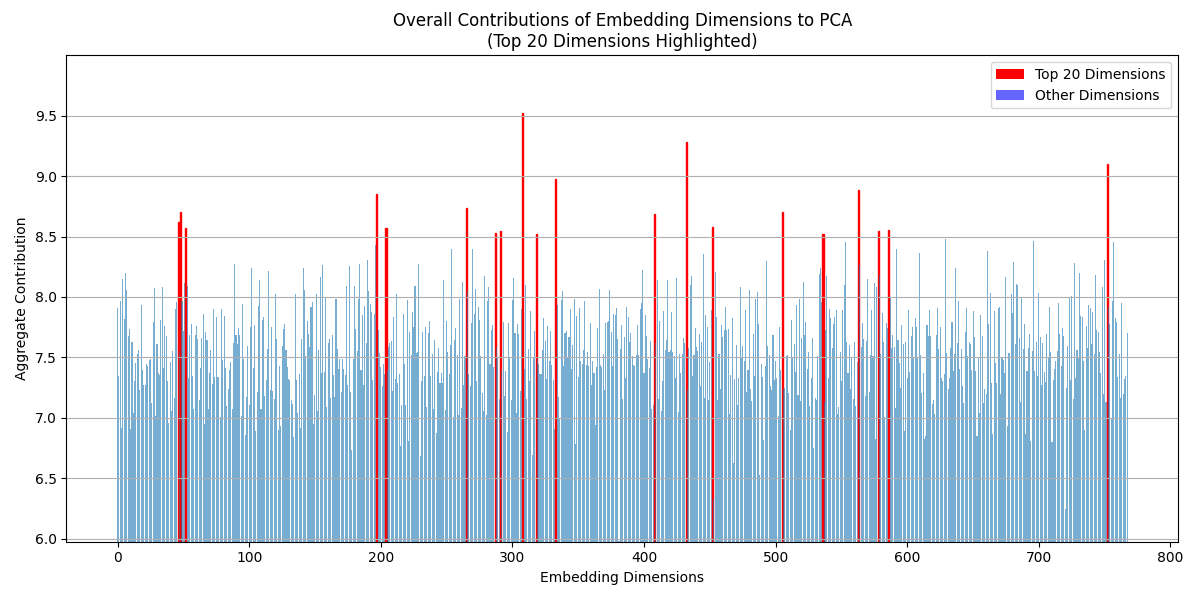 Overall Contributions of Embedding Dimensions to PCA
(Top 20 Dimensions Highlighted)
Top 20 Dimensions
Other Dimensions
Aggregate Contribution
9.5
9.0
8.5
8.0
7.5
7.0
6.5
6.0
0 100 200 300 400 500 600 700 800
Embedding Dimensions